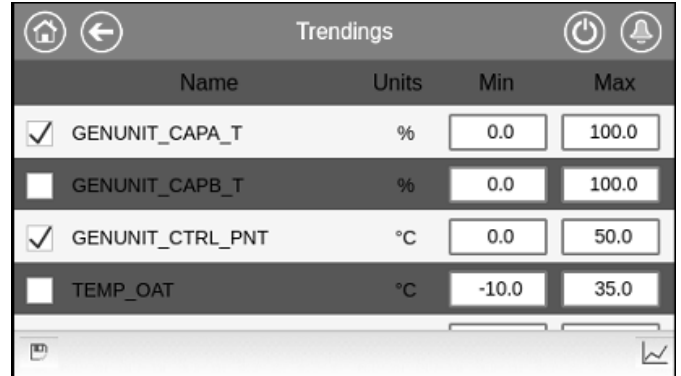 Trendings
Name Units Min Max
GENUNIT_CAPA_T % 0.0 100.0
GENUNIT_CAPB_T % 0.0 100.0
GENUNIT_CTRL_PNT °C 0.0 50.0
TEMP_OAT °C -10.0 35.0